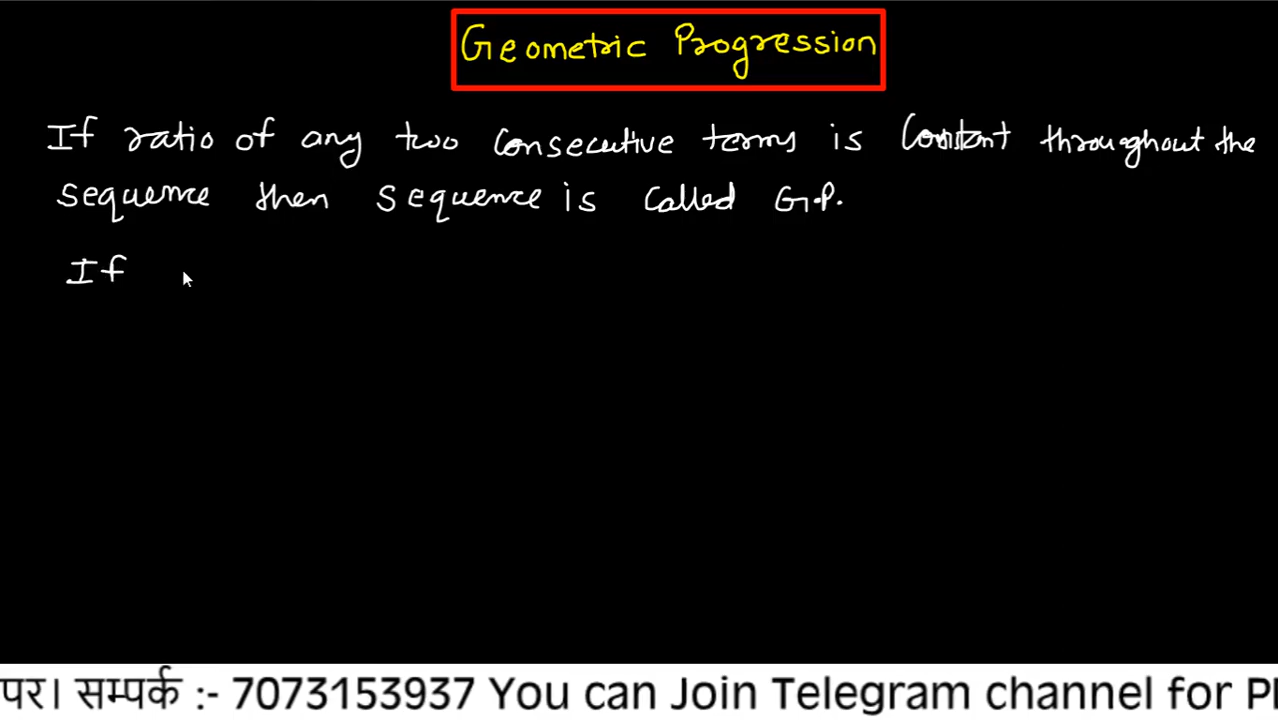 Geometric Progression
If ratio of any two consecutive terms is constant throughout the
sequence then sequence is called G.P.
If
पर। सम्पर्क :- 7073153937 You can Join Telegram channel for